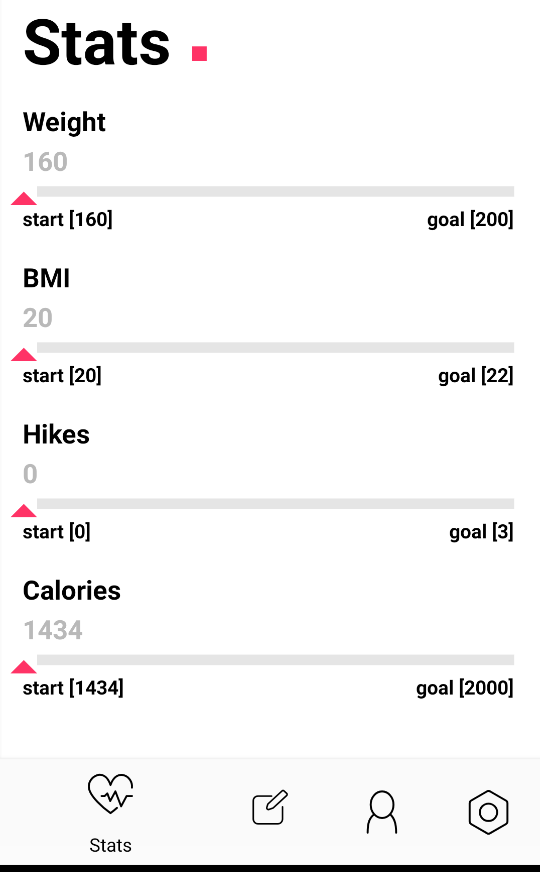 Stats
Weight
160
start [160] goal [200]
BMI
20
start [20] goal [22]
Hikes
0
start [0] goal [3]
Calories
1434
start [1434] goal [2000]
Stats